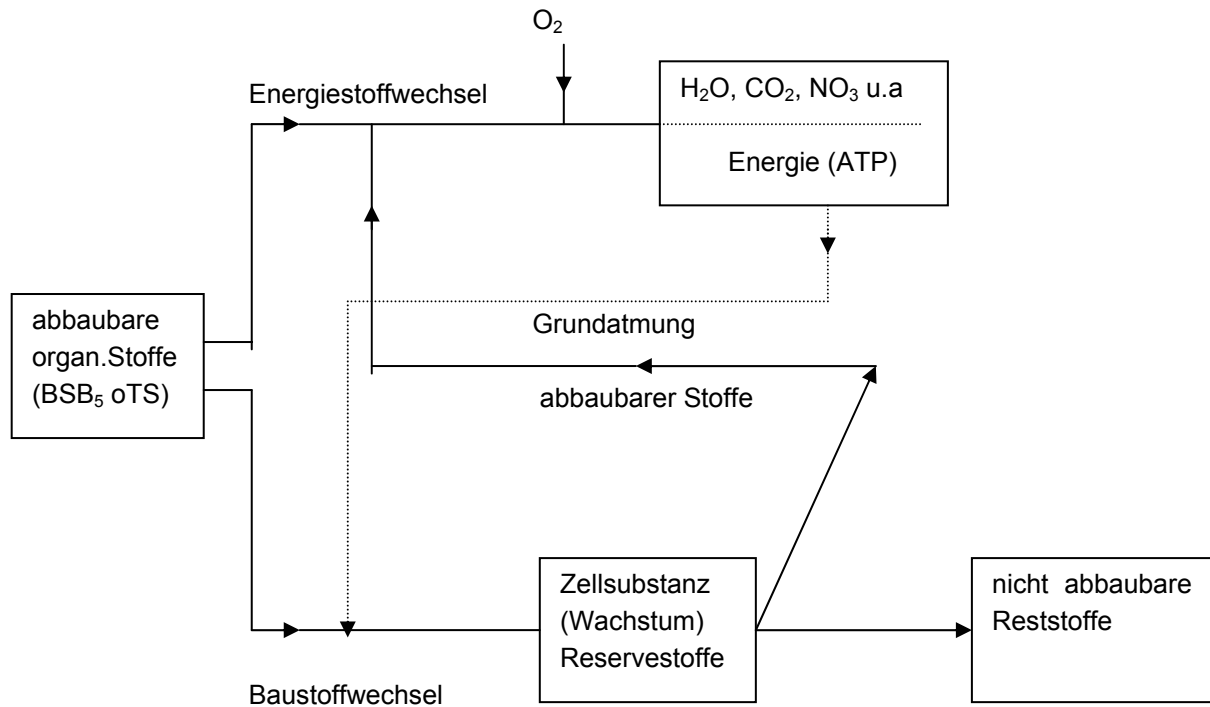 O₂
Energiestoffwechsel
H₂O, CO₂, NO₃ u.a
Energie (ATP)
abbaubare
organ.Stoffe
(BSB₅ oTS)
Grundatmung
abbaubarer Stoffe
Zellsubstanz
(Wachstum)
Reservestoffe
nicht abbaubare
Reststoffe
Baustoffwechsel